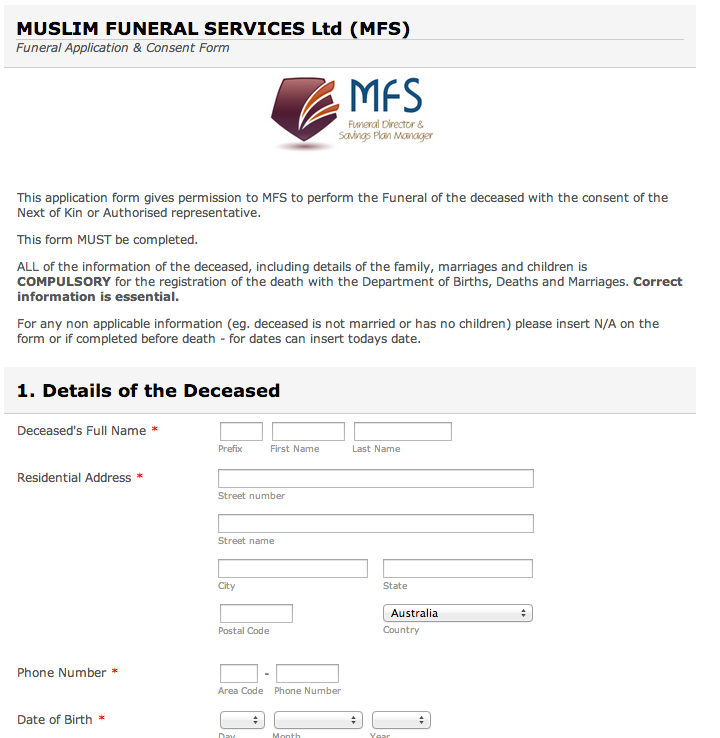 MUSLIM FUNERAL SERVICES Ltd (MFS)
Funeral Application & Consent Form
MFS
Funeral Director &
Savings Plan Manager
This application form gives permission to MFS to perform the Funeral of the deceased with the consent of the
Next of Kin or Authorised representative.
This form MUST be completed.
ALL of the information of the deceased, including details of the family, marriages and children is
COMPULSORY for the registration of the death with the Department of Births, Deaths and Marriages. Correct
information is essential.
For any non applicable information (eg. deceased is not married or has no children) please insert N/A on the
form or if completed before death - for dates can insert todays date.
1. Details of the Deceased
Deceased's Full Name *
Prefix First Name Last Name
Residential Address *
Street number
Street name
City State
Australia
Postal Code Country
Phone Number * -
Area Code Phone Number
Date of Birth *
Day Month Year